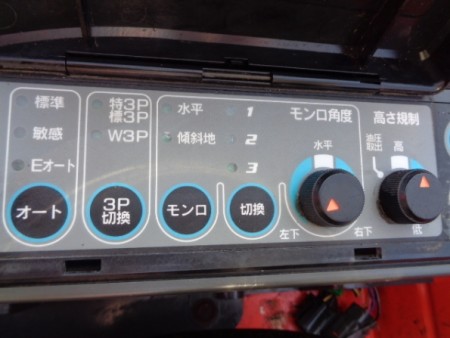 標準
敏感
Eオート
オート
特3P
標3P
W3P
3P
切換
水平
傾斜地
モンロ
1
2
3
切換
モンロ角度
水平
左下
右下
高さ規制
油圧
取出
高
低